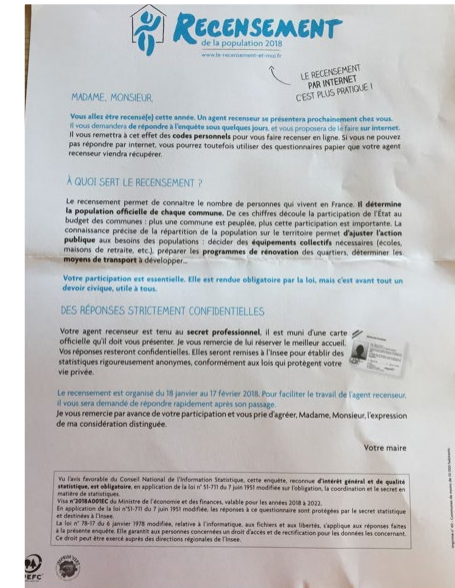 RECENSEMENT
de la population 2018
www.le-recensement-et-moi.fr
LE RECENSEMENT
PAR INTERNET
C'EST PLUS PRATIQUE !
MADAME, MONSIEUR,
Vous allez être recensé(e) cette année. Un agent recenseur se présentera prochainement chez vous.
Il vous demandera de répondre à l'enquête sous quelques jours, et vous proposera de le faire sur internet.
Il vous remettra à cet effet des codes personnels pour vous faire recenser en ligne. Si vous ne pouvez
pas répondre par internet, vous pourrez toutefois utiliser des questionnaires papier que votre agent
recenseur viendra récupérer.
À QUOI SERT LE RECENSEMENT ?
Le recensement permet de connaître le nombre de personnes qui vivent en France. Il détermine
la population officielle de chaque commune. De ces chiffres découle la participation de l'État au
budget des communes : plus une commune est peuplée, plus cette participation est importante. La
connaissance précise de la répartition de la population sur le territoire permet d'ajuster l'action
publique aux besoins des populations : décider des équipements collectifs nécessaires (écoles,
maisons de retraite, etc.), préparer les programmes de rénovation des quartiers, déterminer les
moyens de transport à développer...
Votre participation est essentielle. Elle est rendue obligatoire par la loi, mais c'est avant tout un
devoir civique, utile à tous.
DES RÉPONSES STRICTEMENT CONFIDENTIELLES
Votre agent recenseur est tenu au secret professionnel, il est muni d'une carte
officielle qu'il doit vous présenter. Je vous remercie de lui réserver le meilleur accueil.
Vos réponses resteront confidentielles. Elles seront remises à l'Insee pour établir des
statistiques rigoureusement anonymes, conformément aux lois qui protègent votre
vie privée.
Le recensement est organisé du 18 janvier au 17 février 2018. Pour faciliter le travail de l'agent recenseur,
il vous sera demandé de répondre rapidement après son passage.
Je vous remercie par avance de votre participation et vous prie d'agréer, Madame, Monsieur, l'expression
de ma considération distinguée.
Votre maire
Vu l'avis favorable du Conseil National de l'Information Statistique, cette enquête, reconnue d'intérêt général et de qualité
statistique, est obligatoire, en application de la loi n° 51-711 du 7 juin 1951 modifiée sur l'obligation, la coordination et le secret en
matière de statistiques.
Visa n°2018A001EC du Ministre de l'économie et des finances, valable pour les années 2018 à 2022.
En application de la loi n°51-711 du 7 juin 1951 modifiée, les réponses à ce questionnaire sont protégées par le secret statistique
et destinées à l'Insee.
La loi n° 78-17 du 6 janvier 1978 modifiée, relative à l'informatique, aux fichiers et aux libertés, s'applique aux réponses faites
à la présente enquête. Elle garantit aux personnes concernées un droit d'accès et de rectification pour les données les concernant.
Ce droit peut être exercé auprès des directions régionales de l'Insee.
PEFC